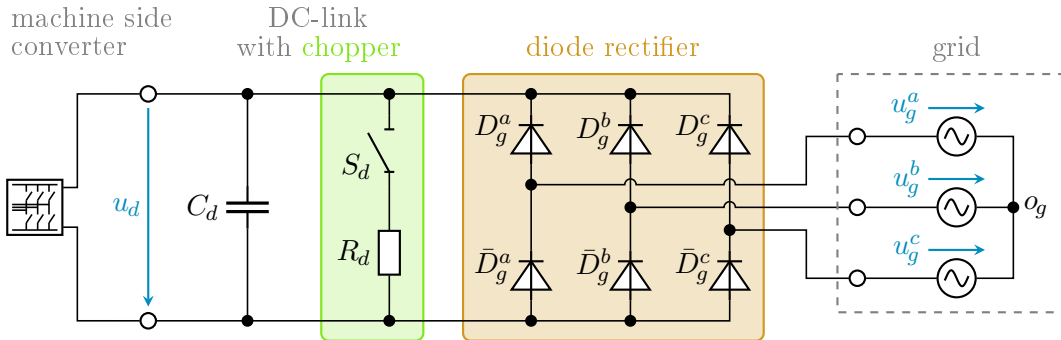 machine side
converter
DC-link
with chopper
diode rectifier
grid
u_d
C_d
S_d
R_d
D_g^a
D_g^b
D_g^c
D̄_g^a
D̄_g^b
D̄_g^c
u_g^a
u_g^b
u_g^c
o_g